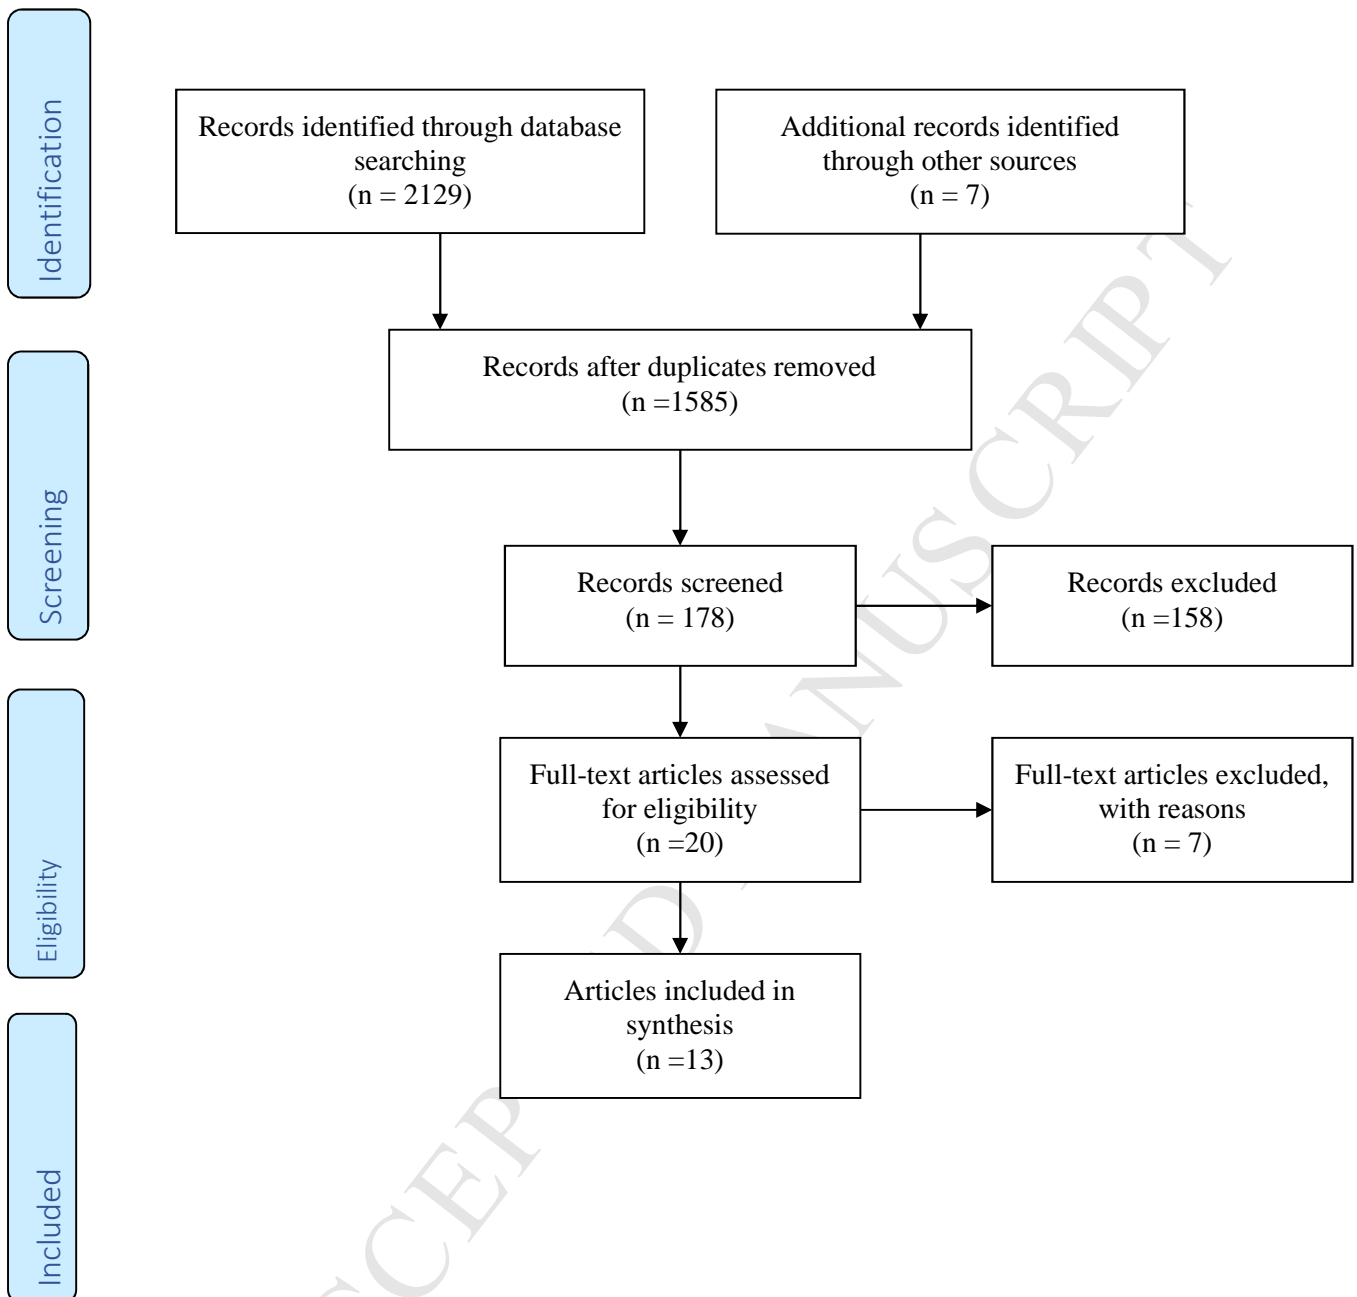 Identification
Records identified through database
searching
(n = 2129)
Additional records identified
through other sources
(n = 7)
Records after duplicates removed
(n =1585)
Screening
Records screened
(n = 178)
Records excluded
(n =158)
Eligibility
Full-text articles assessed
for eligibility
(n =20)
Full-text articles excluded,
with reasons
(n = 7)
Articles included in
synthesis
(n =13)
Included